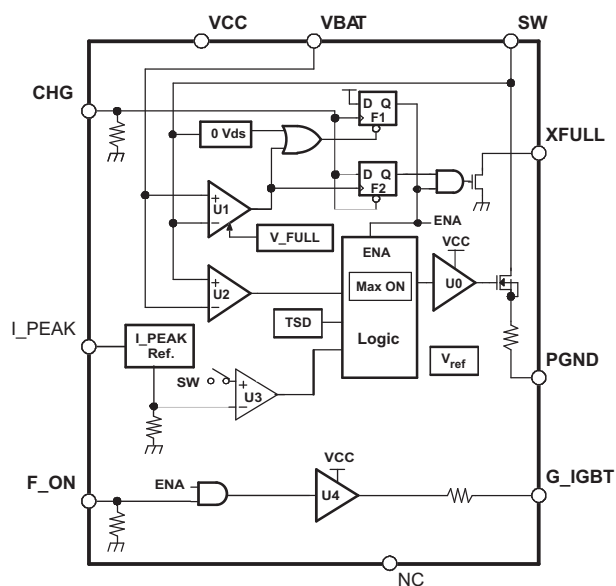 VCC
VBAT
SW
CHG
D Q
F1
0 Vds
XFULL
D Q
F2
+
U1
−
ENA
V_FULL
ENA
VCC
+
U2
−
Max ON
U0
I_PEAK
I_PEAK
Ref.
TSD
Logic
Vref
PGND
SW
+
U3
−
VCC
F_ON
ENA
U4
G_IGBT
NC